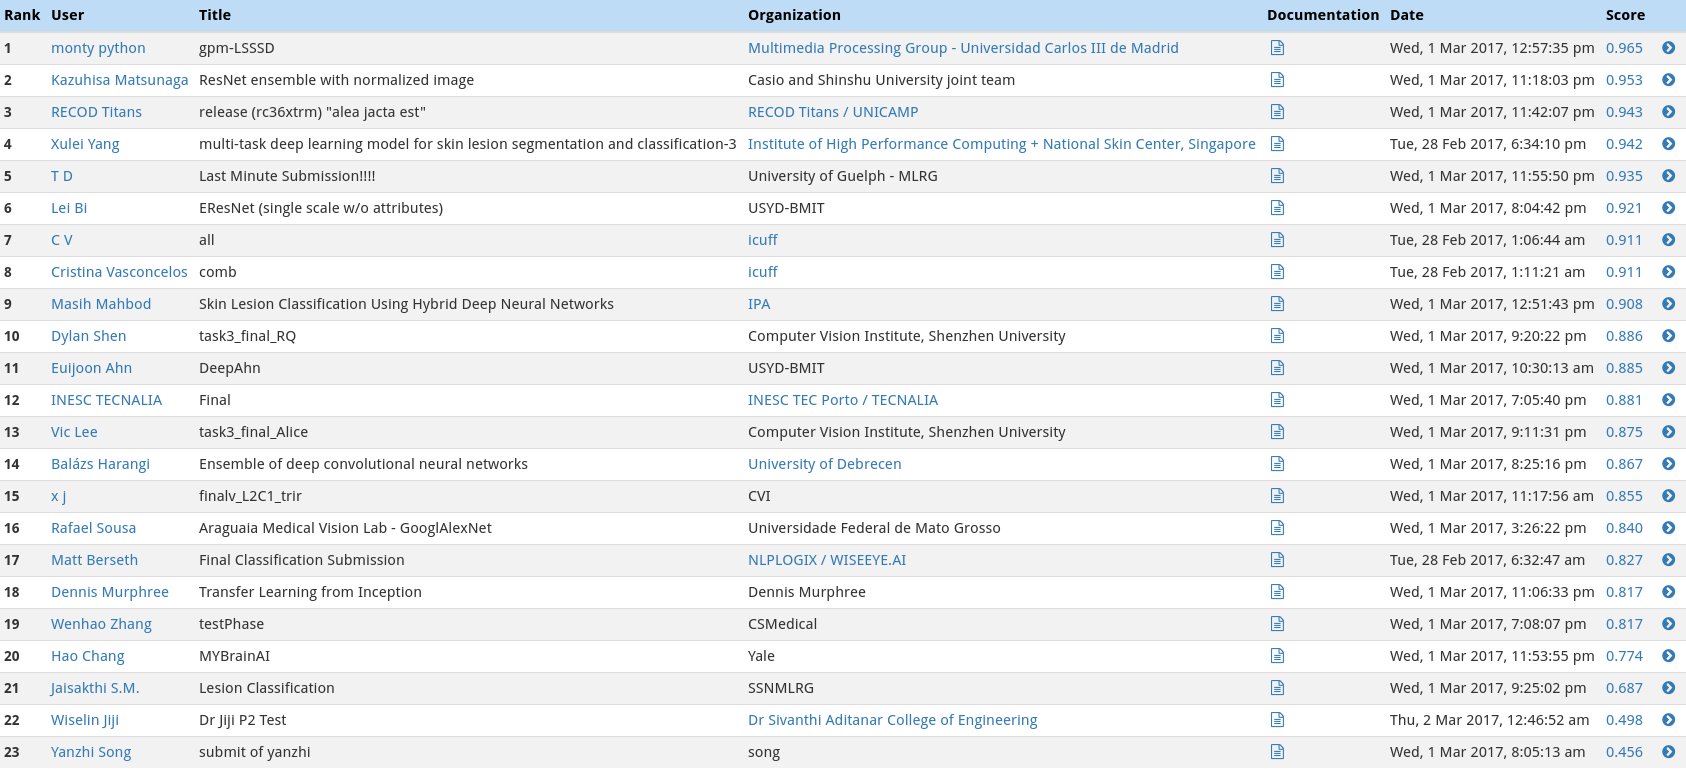 Rank User Title Organization Documentation Date Score
1 monty python gpm-LSSSD Multimedia Processing Group - Universidad Carlos III de Madrid Wed, 1 Mar 2017, 12:57:35 pm 0.965
2 Kazuhisa Matsunaga ResNet ensemble with normalized image Casio and Shinshu University joint team Wed, 1 Mar 2017, 11:18:03 pm 0.953
3 RECOD Titans release (rc36xtrm) "alea jacta est" RECOD Titans / UNICAMP Wed, 1 Mar 2017, 11:42:07 pm 0.943
4 Xulei Yang multi-task deep learning model for skin lesion segmentation and classification-3 Institute of High Performance Computing + National Skin Center, Singapore Tue, 28 Feb 2017, 6:34:10 pm 0.942
5 T D Last Minute Submission!!!! University of Guelph - MLRG Wed, 1 Mar 2017, 11:55:50 pm 0.935
6 Lei Bi EResNet (single scale w/o attributes) USYD-BMIT Wed, 1 Mar 2017, 8:04:42 pm 0.921
7 C V all icuff Tue, 28 Feb 2017, 1:06:44 am 0.911
8 Cristina Vasconcelos comb icuff Tue, 28 Feb 2017, 1:11:21 am 0.911
9 Masih Mahbod Skin Lesion Classification Using Hybrid Deep Neural Networks IPA Wed, 1 Mar 2017, 12:51:43 pm 0.908
10 Dylan Shen task3_final_RQ Computer Vision Institute, Shenzhen University Wed, 1 Mar 2017, 9:20:22 pm 0.886
11 Euijoon Ahn DeepAhn USYD-BMIT Wed, 1 Mar 2017, 10:30:13 am 0.885
12 INESC TECNALIA Final INESC TEC Porto / TECNALIA Wed, 1 Mar 2017, 7:05:40 pm 0.881
13 Vic Lee task3_final_Alice Computer Vision Institute, Shenzhen University Wed, 1 Mar 2017, 9:11:31 pm 0.875
14 Balázs Harangi Ensemble of deep convolutional neural networks University of Debrecen Wed, 1 Mar 2017, 8:25:16 pm 0.867
15 x j finalv_L2C1_trir CVI Wed, 1 Mar 2017, 11:17:56 am 0.855
16 Rafael Sousa Araguaia Medical Vision Lab - GooglAlexNet Universidade Federal de Mato Grosso Wed, 1 Mar 2017, 3:26:22 pm 0.840
17 Matt Berseth Final Classification Submission NLPLOGIX / WISEEYE.AI Tue, 28 Feb 2017, 6:32:47 am 0.827
18 Dennis Murphree Transfer Learning from Inception Dennis Murphree Wed, 1 Mar 2017, 11:06:33 pm 0.817
19 Wenhao Zhang testPhase CSMedical Wed, 1 Mar 2017, 7:08:07 pm 0.817
20 Hao Chang MYBrainAI Yale Wed, 1 Mar 2017, 11:53:55 pm 0.774
21 Jaisakthi S.M. Lesion Classification SSNMLRG Wed, 1 Mar 2017, 9:25:02 pm 0.687
22 Wiselin Jiji Dr Jiji P2 Test Dr Sivanthi Aditanar College of Engineering Thu, 2 Mar 2017, 12:46:52 am 0.498
23 Yanzhi Song submit of yanzhi song Wed, 1 Mar 2017, 8:05:13 am 0.456